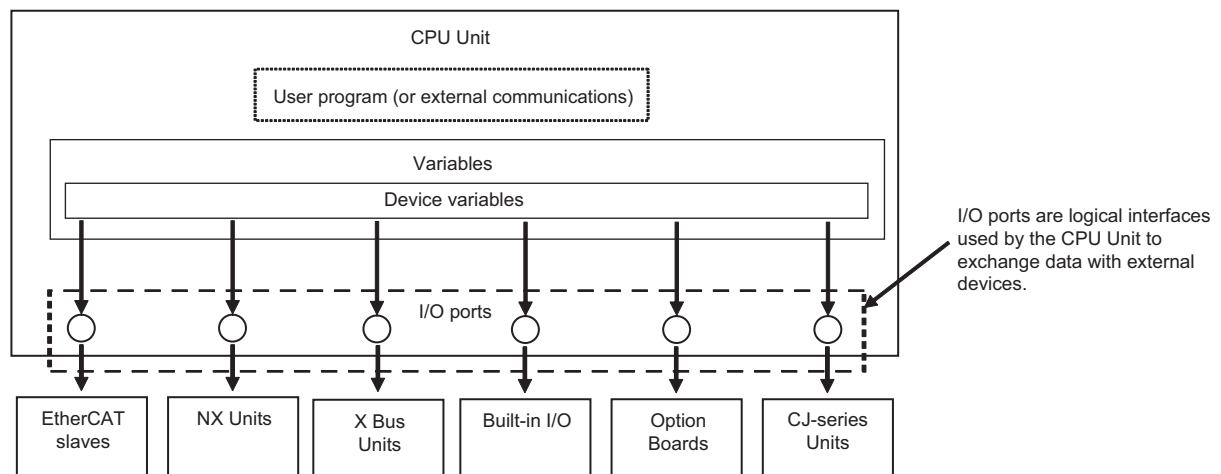 CPU Unit
User program (or external communications)
Variables
Device variables
I/O ports are logical interfaces
used by the CPU Unit to
exchange data with external
devices.
I/O ports
EtherCAT
slaves
NX Units
X Bus
Units
Built-in I/O
Option
Boards
CJ-series
Units